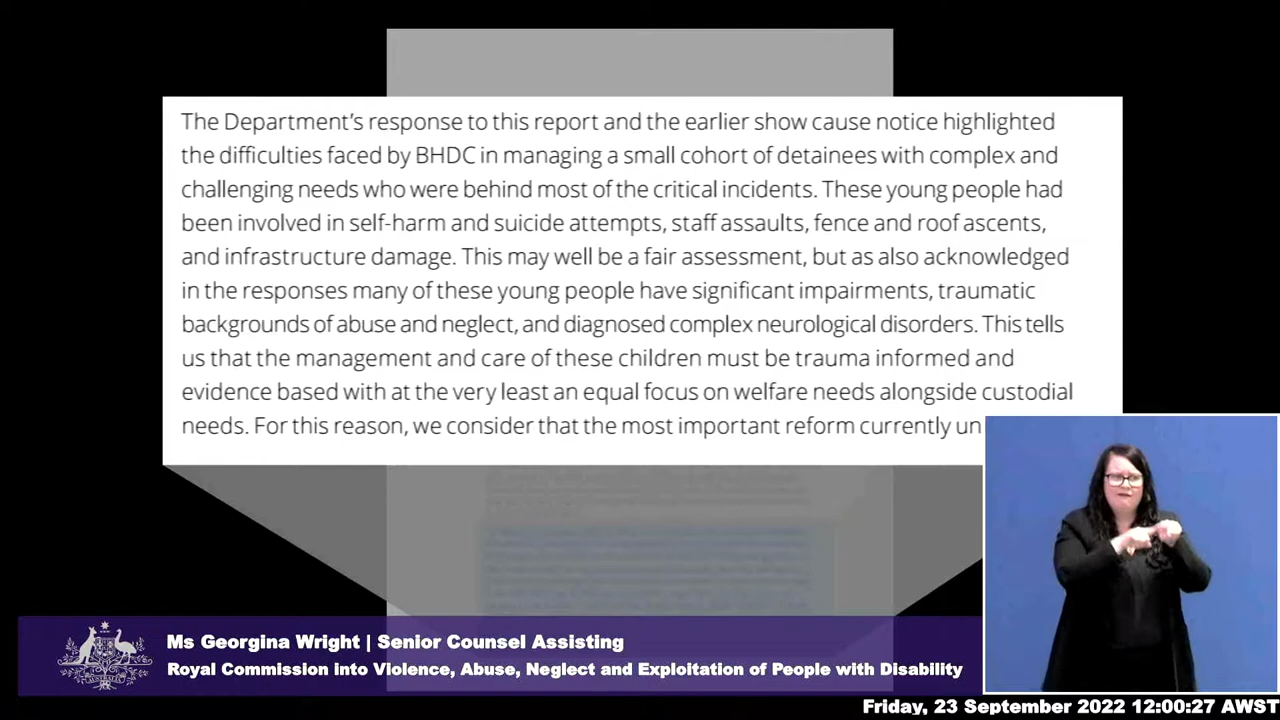 The Department's response to this report and the earlier show cause notice highlighted
the difficulties faced by BHDC in managing a small cohort of detainees with complex and
challenging needs who were behind most of the critical incidents. These young people had
been involved in self-harm and suicide attempts, staff assaults, fence and roof ascents,
and infrastructure damage. This may well be a fair assessment, but as also acknowledged
in the responses many of these young people have significant impairments, traumatic
backgrounds of abuse and neglect, and diagnosed complex neurological disorders. This tells
us that the management and care of these children must be trauma informed and
evidence based with at the very least an equal focus on welfare needs alongside custodial
needs. For this reason, we consider that the most important reform currently un
Ms Georgina Wright | Senior Counsel Assisting
Royal Commission into Violence, Abuse, Neglect and Exploitation of People with Disability
Friday, 23 September 2022 12:00:27 AWST